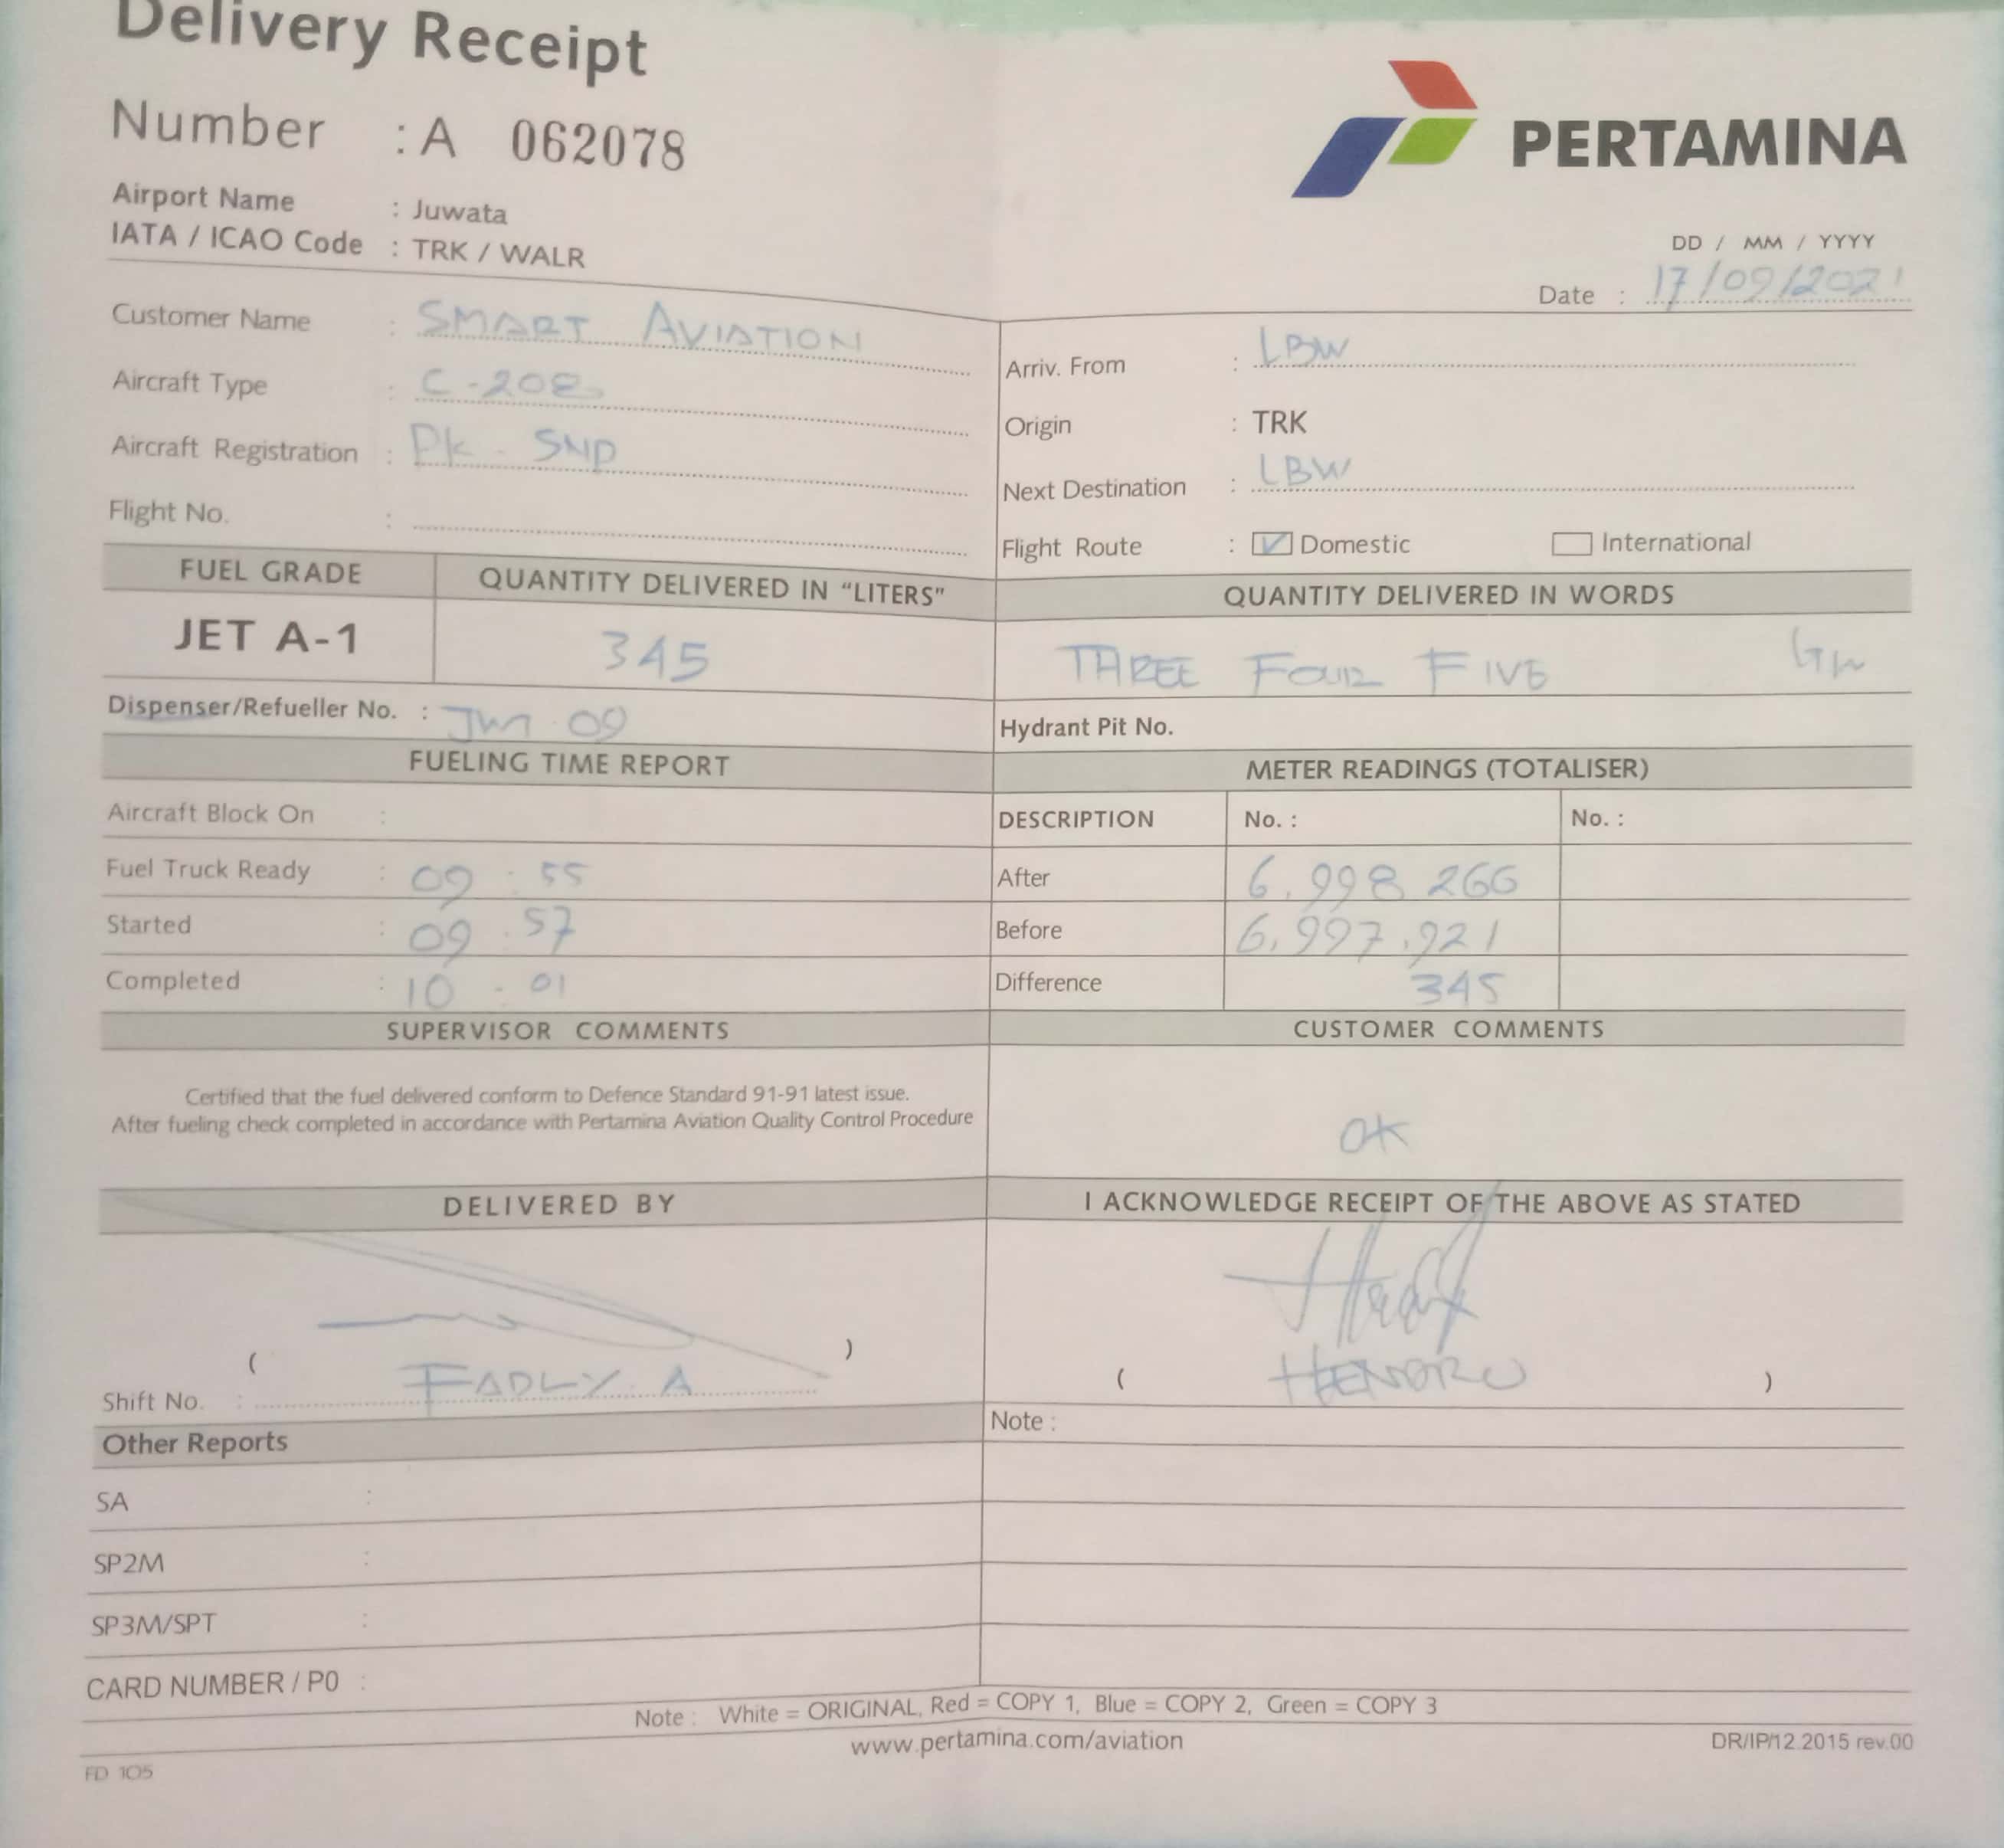 Delivery Receipt
Number : A 062078
PERTAMINA
Airport Name : Juwata
IATA / ICAO Code : TRK / WALR
DD / MM / YYYY
Date : 17/09/2021
Customer Name : SMART AVIATION
Aircraft Type : C-208
Aircraft Registration : PK - SNP
Flight No. :
Arriv. From : LBW
Origin : TRK
Next Destination : LBW
Flight Route : Domestic International
FUEL GRADE QUANTITY DELIVERED IN “LITERS” QUANTITY DELIVERED IN WORDS
JET A-1 345 THREE FOUR FIVE
Dispenser/Refueller No. : 09 Hydrant Pit No.
FUELING TIME REPORT METER READINGS (TOTALISER)
Aircraft Block On : DESCRIPTION No. : No. :
Fuel Truck Ready : 09 : 55 After 6.998 266
Started : 09 . 57 Before 6.997.921
Completed : 10 - 01 Difference 345
SUPERVISOR COMMENTS CUSTOMER COMMENTS
Certified that the fuel delivered conform to Defence Standard 91-91 latest issue.
After fueling check completed in accordance with Pertamina Aviation Quality Control Procedure
OK
DELIVERED BY I ACKNOWLEDGE RECEIPT OF THE ABOVE AS STATED
( ) ( HENDRO )
Shift No. : FADLY. A
Note :
Other Reports
SA :
SP2M :
SP3M/SPT :
CARD NUMBER / P0 :
Note : White = ORIGINAL, Red = COPY 1, Blue = COPY 2, Green = COPY 3
www.pertamina.com/aviation
DR/IP/12.2015 rev.00
FD 105